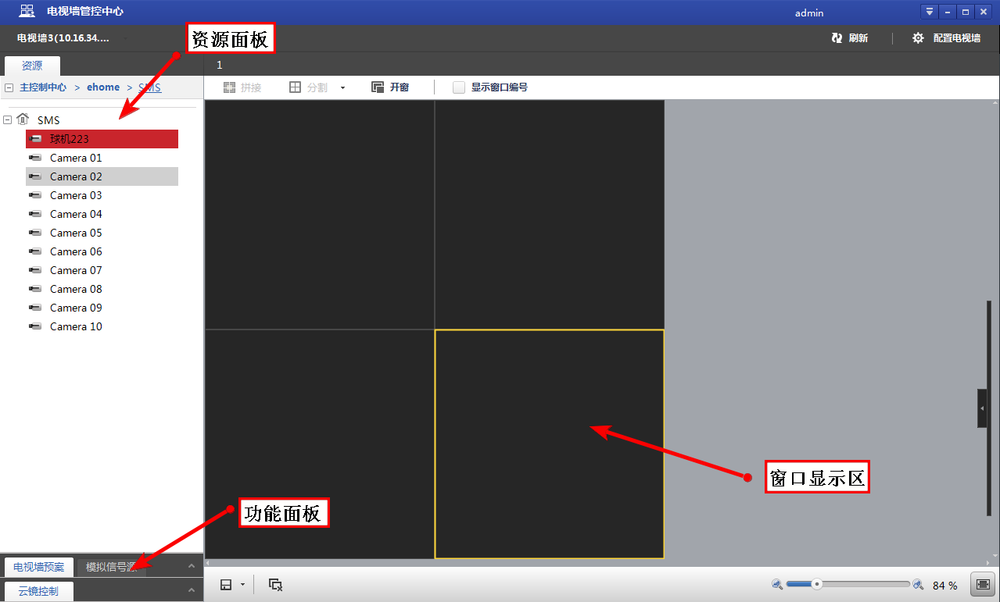 电视墙管控中心
admin
电视墙3(10.16.34....
资源面板
刷新
配置电视墙
资源
1
主控制中心 > ehome > SMS
拼接
分割
开窗
显示窗口编号
SMS
球机223
Camera 01
Camera 02
Camera 03
Camera 04
Camera 05
Camera 06
Camera 07
Camera 08
Camera 09
Camera 10
窗口显示区
功能面板
电视墙预案
模拟信号源
云镜控制
84 %